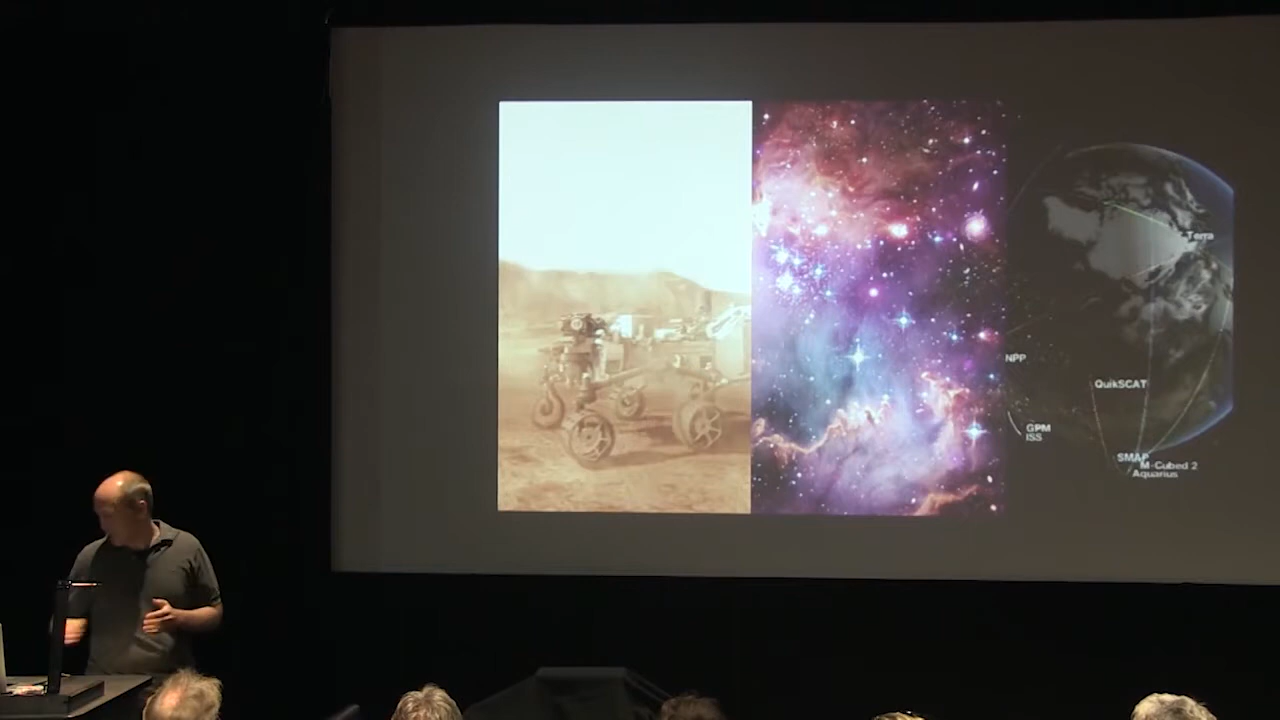 Terra
NPP
QuikSCAT
GPM
ISS
SMAP
M-Cubed 2
Aquarius